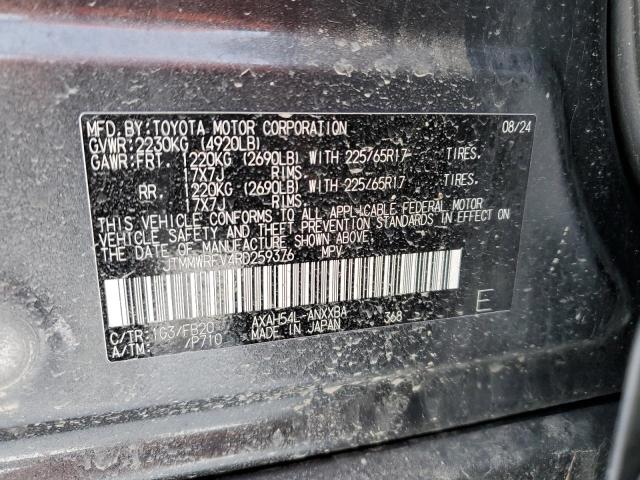 MFD.BY:TOYOTA MOTOR CORPORATION 08/24
GVWR:2230KG (4920LB)
GAWR:FRT. 1220KG (2690LB) WITH 225/65R17 TIRES.
17X7J RIMS.
RR. 1220KG (2690LB) WITH 225/65R17 TIRES.
17X7J RIMS.
THIS VEHICLE CONFORMS TO ALL APPLICABLE FEDERAL MOTOR
VEHICLE SAFETY, BUMPER, AND THEFT PREVENTION STANDARDS IN EFFECT
ON THE DATE OF MANUFACTURE SHOWN ABOVE.
JTMMWRFV4RD259376 MPV
C/TR:1G3/FB20 AXAH54L-ANXXBA 368
A/TM: /P710 MADE IN JAPAN E